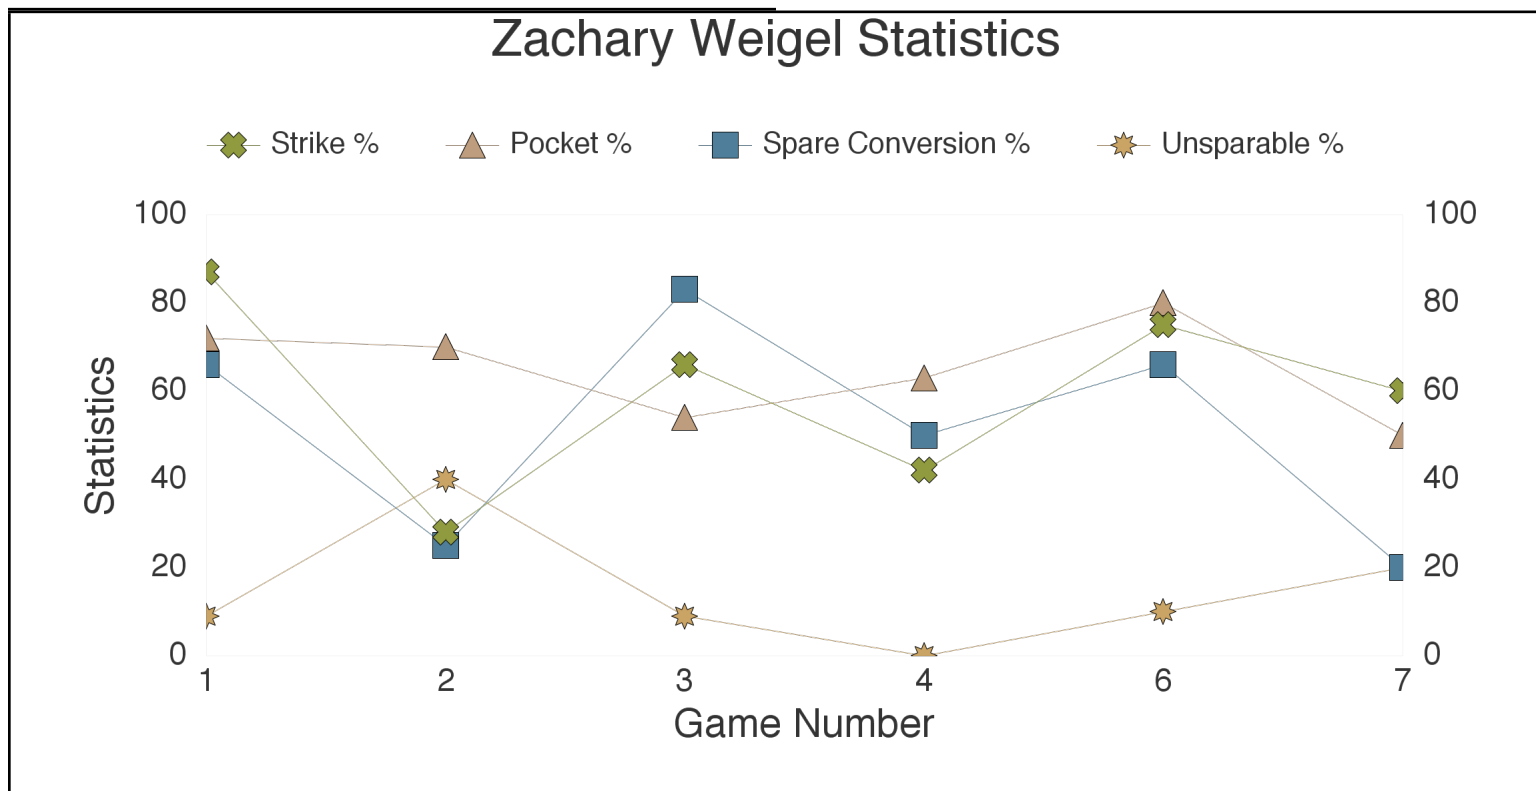 Zachary Weigel Statistics
Strike % Pocket % Spare Conversion % Unsparable %
100 100
80 80
60 60
Statistics
40 40
20 20
0 0
1 2 3 4 6 7
Game Number